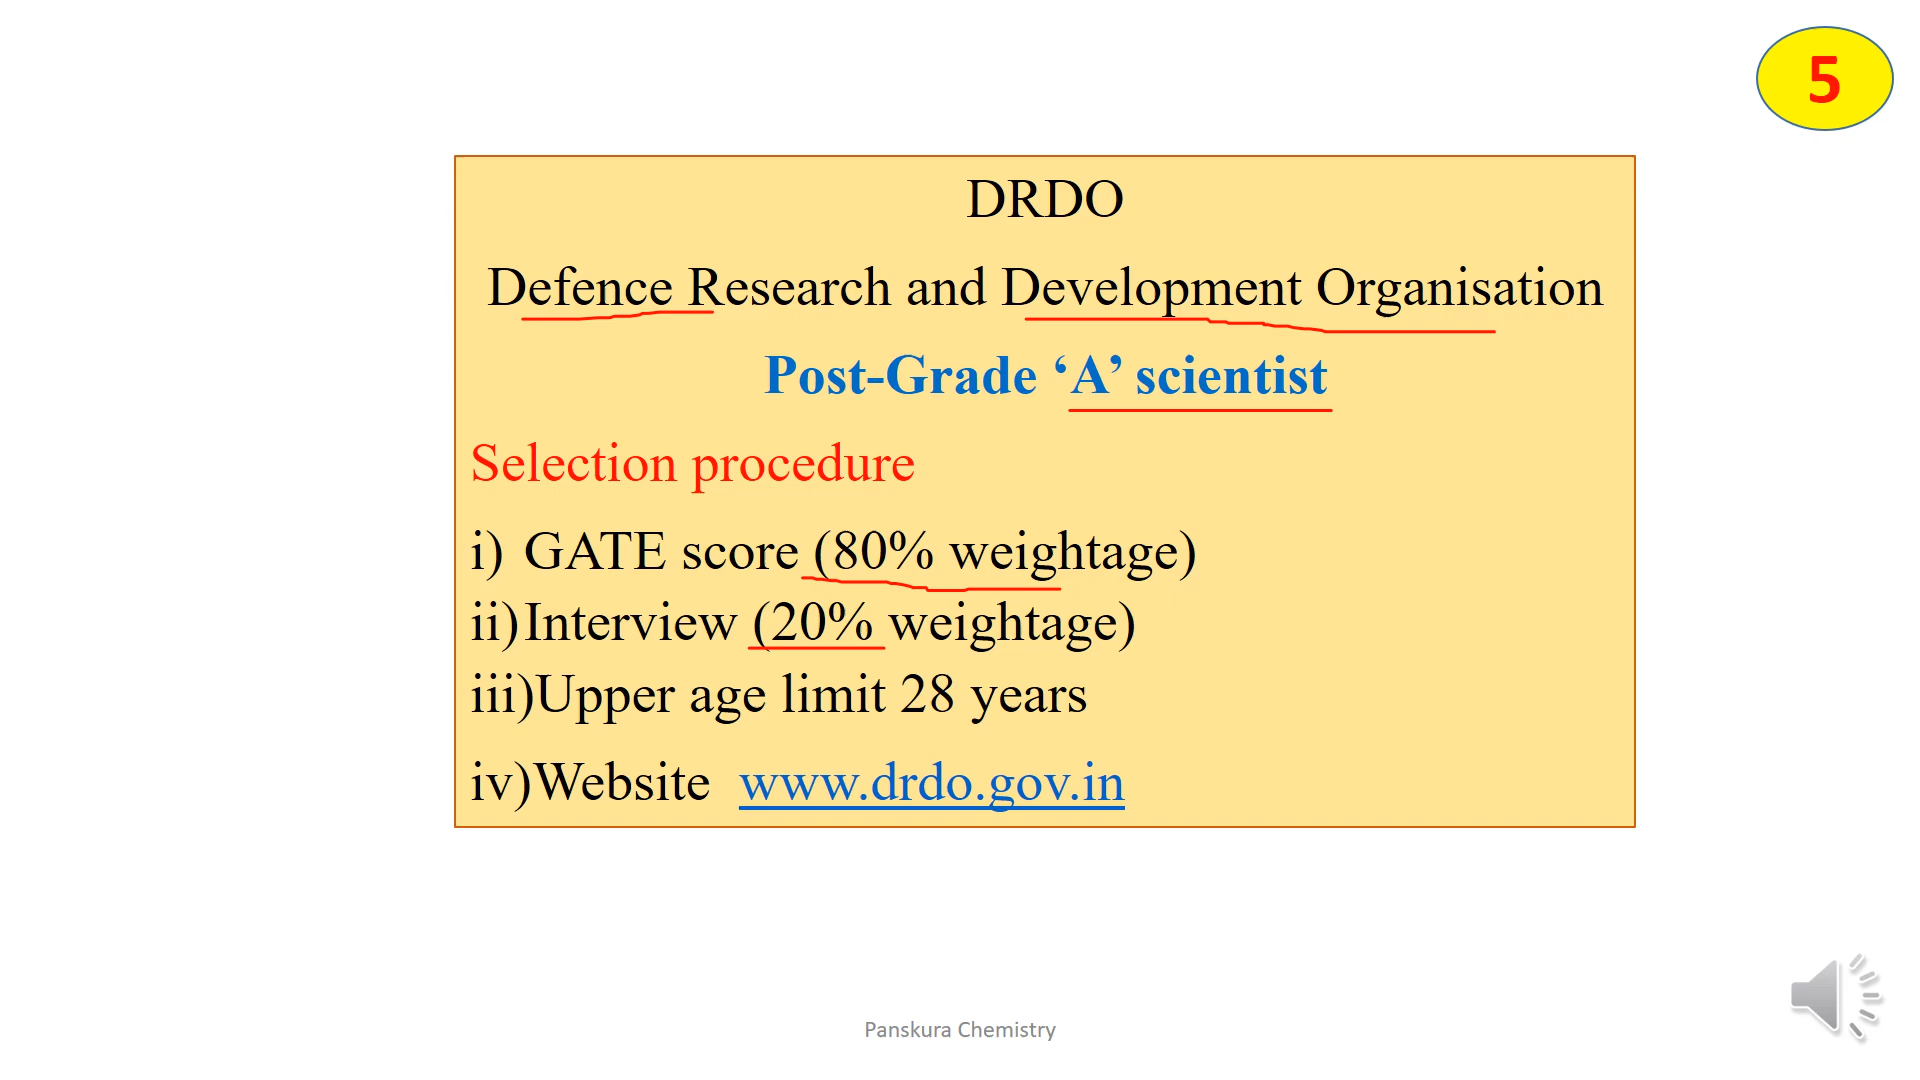 5
DRDO
Defence Research and Development Organisation
Post-Grade ‘A’ scientist
Selection procedure
i) GATE score (80% weightage)
ii) Interview (20% weightage)
iii)Upper age limit 28 years
iv)Website www.drdo.gov.in
Panskura Chemistry